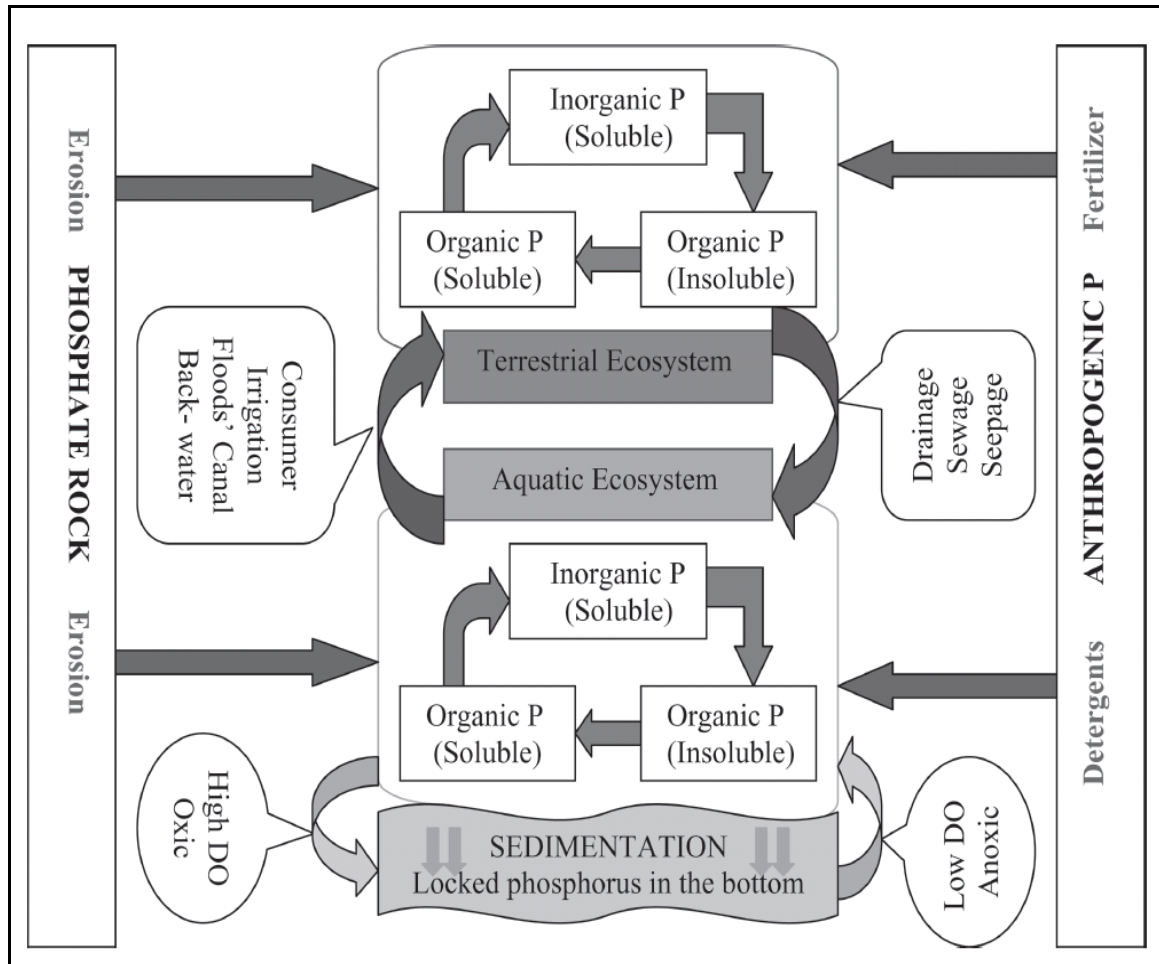 Erosion
PHOSPHATE ROCK
Erosion
Inorganic P
(Soluble)
Organic P
(Soluble)
Organic P
(Insoluble)
Terrestrial Ecosystem
Consumer
Irrigation
Floods’ Canal
Back- water
Drainage
Sewage
Seepage
Aquatic Ecosystem
Inorganic P
(Soluble)
Organic P
(Soluble)
Organic P
(Insoluble)
High DO
Oxic
SEDIMENTATION
Locked phosphorus in the bottom
Low DO
Anoxic
Fertilizer
ANTHROPOGENIC P
Detergents